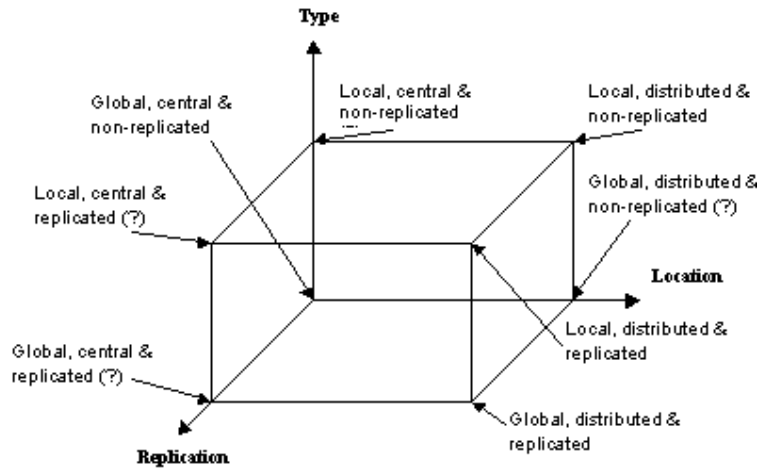 Type
Global, central &
non-replicated
Local, central &
non-replicated
Local, distributed &
non-replicated
Local, central &
replicated (?)
Global, distributed &
non-replicated (?)
Location
Global, central &
replicated (?)
Local, distributed &
replicated
Global, distributed &
replicated
Replication